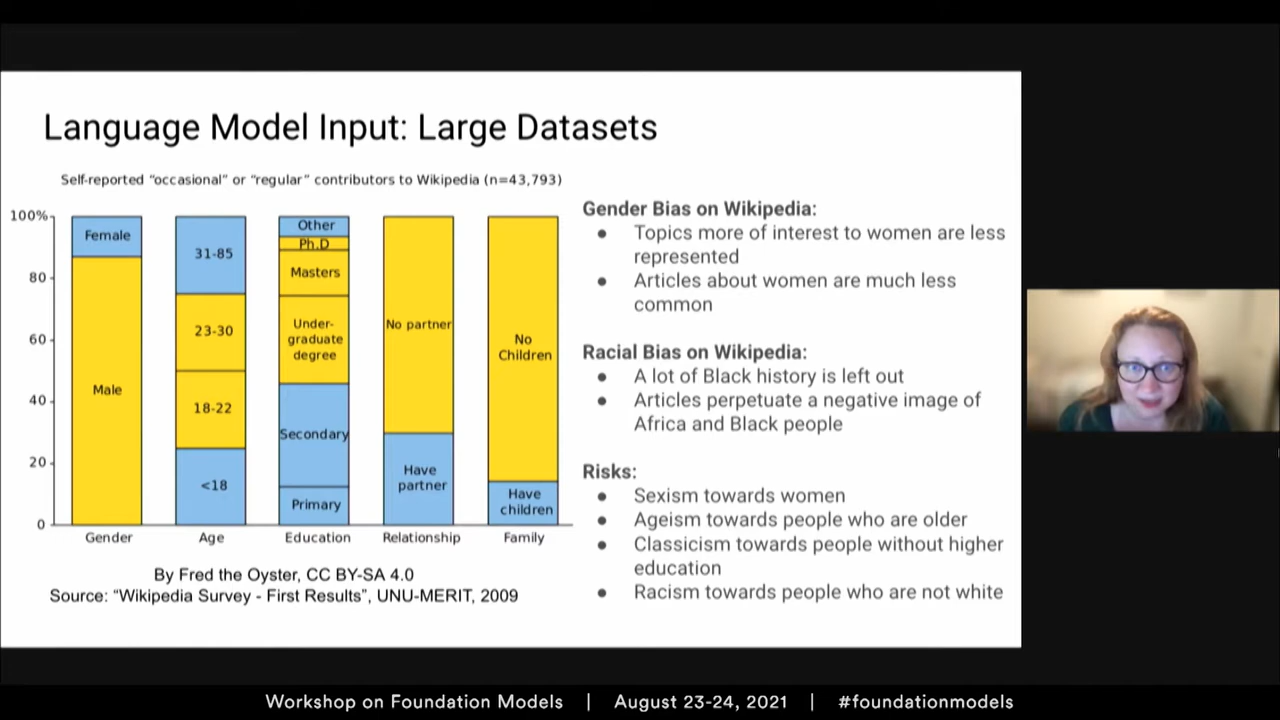 Language Model Input: Large Datasets
Self-reported "occasional" or "regular" contributors to Wikipedia (n=43,793)
100%
80
60
40
20
0
Female
Male
31-85
23-30
18-22
<18
Other
Ph.D
Masters
Under-
graduate
degree
Secondary
Primary
No partner
Have
partner
No
Children
Have
children
Gender
Age
Education
Relationship
Family
By Fred the Oyster, CC BY-SA 4.0
Source: “Wikipedia Survey - First Results”, UNU-MERIT, 2009
Gender Bias on Wikipedia:
● Topics more of interest to women are less
represented
● Articles about women are much less
common
Racial Bias on Wikipedia:
● A lot of Black history is left out
● Articles perpetuate a negative image of
Africa and Black people
Risks:
● Sexism towards women
● Ageism towards people who are older
● Classicism towards people without higher
education
● Racism towards people who are not white
Workshop on Foundation Models | August 23-24, 2021 | #foundationmodels